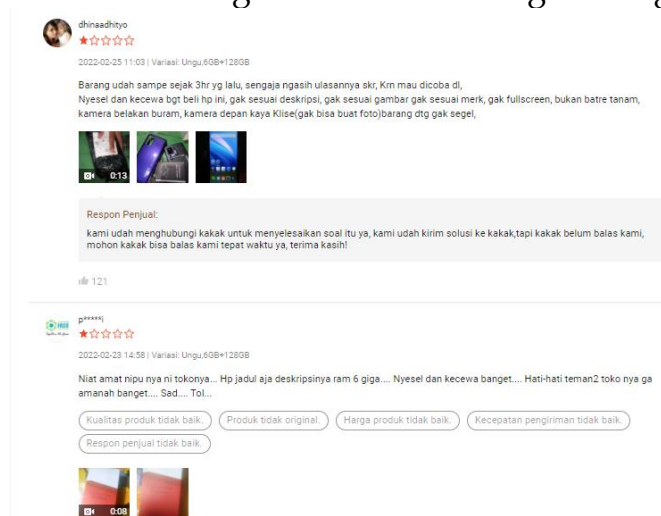 dhinaadhityo
2022-02-25 11:03 | Variasi: Ungu,6GB+128GB
Barang udah sampe sejak 3hr yg lalu, sengaja ngasih ulasannya skr, Krn mau dicoba dl,
Nyesel dan kecewa bgt beli hp ini, gak sesuai deskripsi, gak sesuai gambar gak sesuai merk, gak fullscreen, bukan batre tanam,
kamera belakan buram, kamera depan kaya Klise(gak bisa buat foto)barang dtg gak segel,
0:13
Respon Penjual:
kami udah menghubungi kakak untuk menyelesaikan soal itu ya, kami udah kirim solusi ke kakak,tapi kakak belum balas kami,
mohon kakak bisa balas kami tepat waktu ya, terima kasih!
121
p*****i
2022-02-23 14:58 | Variasi: Ungu,6GB+128GB
Niat amat nipu nya ni tokonya... Hp jadul aja deskripsinya ram 6 giga.... Nyesel dan kecewa banget.... Hati-hati teman2 toko nya ga
amanah banget.... Sad.... Tol...
Kualitas produk tidak baik. Produk tidak original. Harga produk tidak baik. Kecepatan pengiriman tidak baik.
Respon penjual tidak baik.
0:08